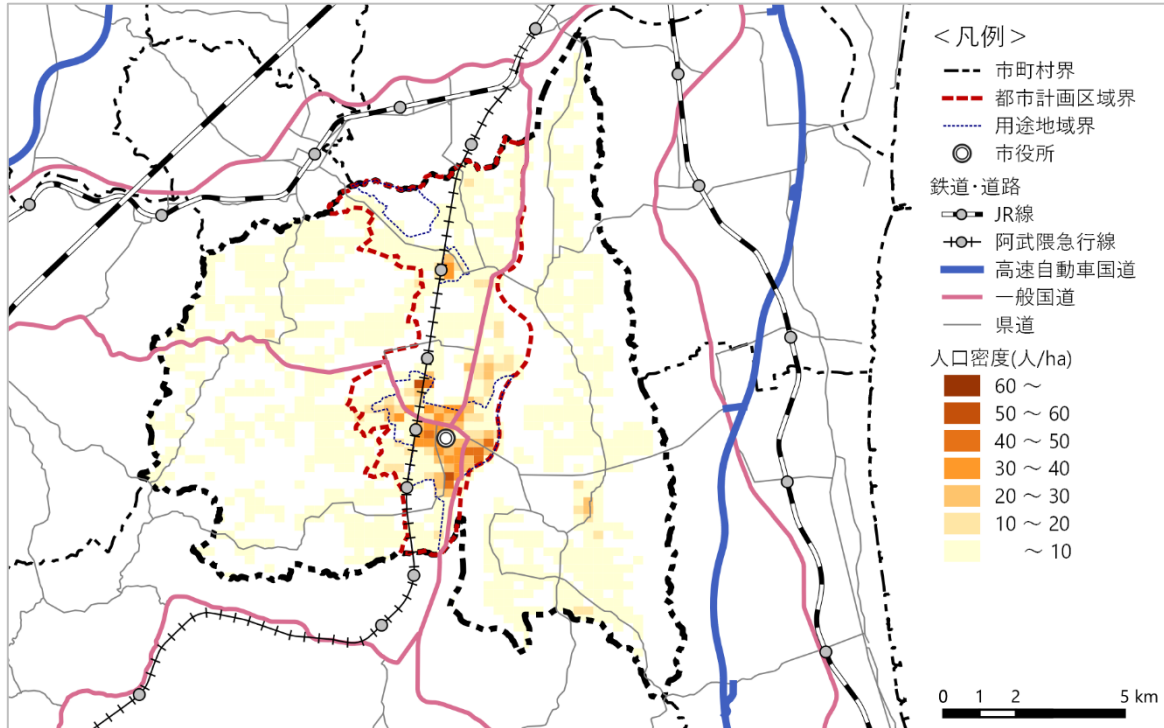 ＜凡例＞
市町村界
都市計画区域界
用途地域界
市役所
鉄道・道路
JR線
阿武隈急行線
高速自動車国道
一般国道
県道
人口密度(人/ha)
60 ～
50 ～ 60
40 ～ 50
30 ～ 40
20 ～ 30
10 ～ 20
～ 10
0 1 2 5 km